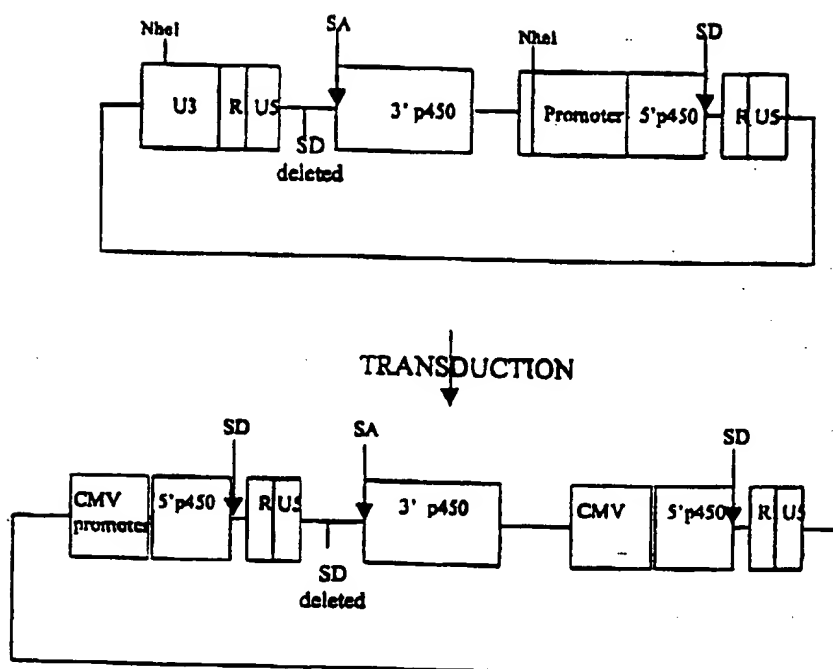 SA
NheI
NheI
SD
U3 R U5
3' p450
Promoter 5'p450
R U5
SD
deleted
TRANSDUCTION
SD
SA
SD
CMV
promoter
5'p450
R U5
3' p450
CMV
5'p450
R U5
SD
deleted